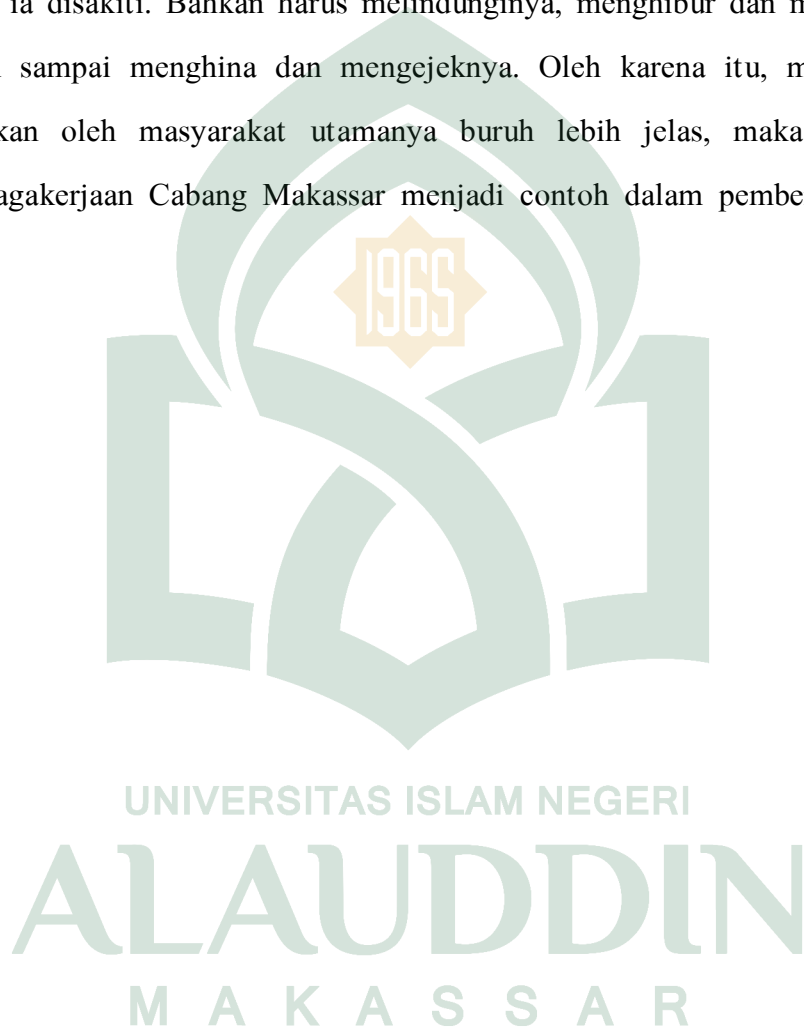 ia disakiti. Bahkan harus melindunginya, menghibur dan
sampai menghina dan mengejeknya. Oleh karena itu,
kan oleh masyarakat utamanya buruh lebih jelas, maka
agakerjaan Cabang Makassar menjadi contoh dalam pembe
1965
UNIVERSITAS ISLAM NEGERI
ALAUDDIN
MAKASSAR